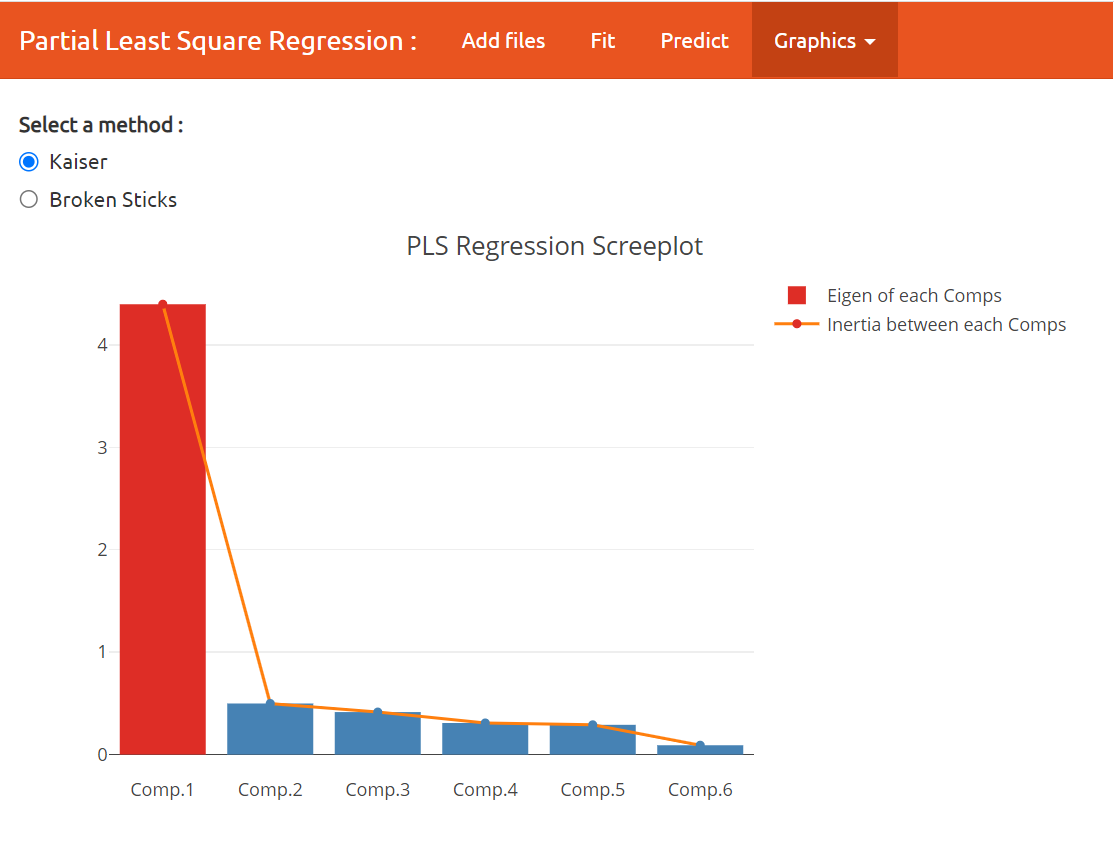 Partial Least Square Regression : Add files Fit Predict Graphics
Select a method :
Kaiser
Broken Sticks
PLS Regression Screeplot
Eigen of each Comps
Inertia between each Comps
4
3
2
1
0
Comp.1 Comp.2 Comp.3 Comp.4 Comp.5 Comp.6